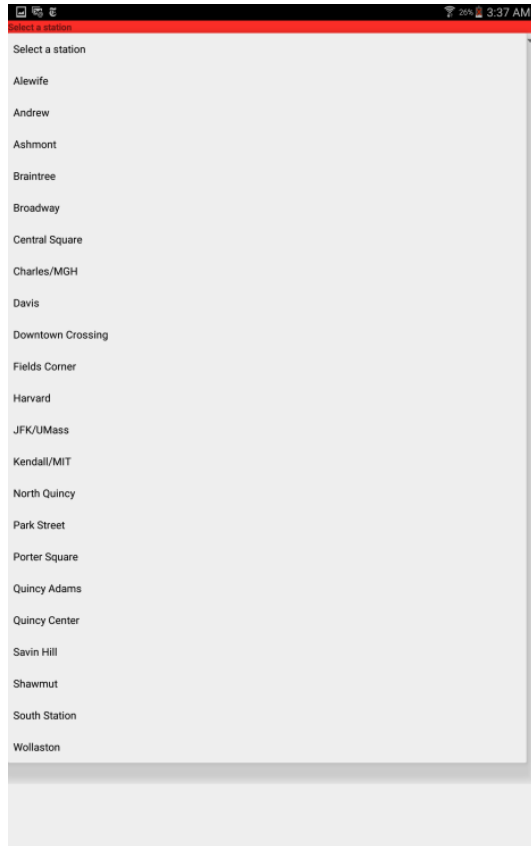 26% 3:37 AM
Select a station
Select a station
Alewife
Andrew
Ashmont
Braintree
Broadway
Central Square
Charles/MGH
Davis
Downtown Crossing
Fields Corner
Harvard
JFK/UMass
Kendall/MIT
North Quincy
Park Street
Porter Square
Quincy Adams
Quincy Center
Savin Hill
Shawmut
South Station
Wollaston